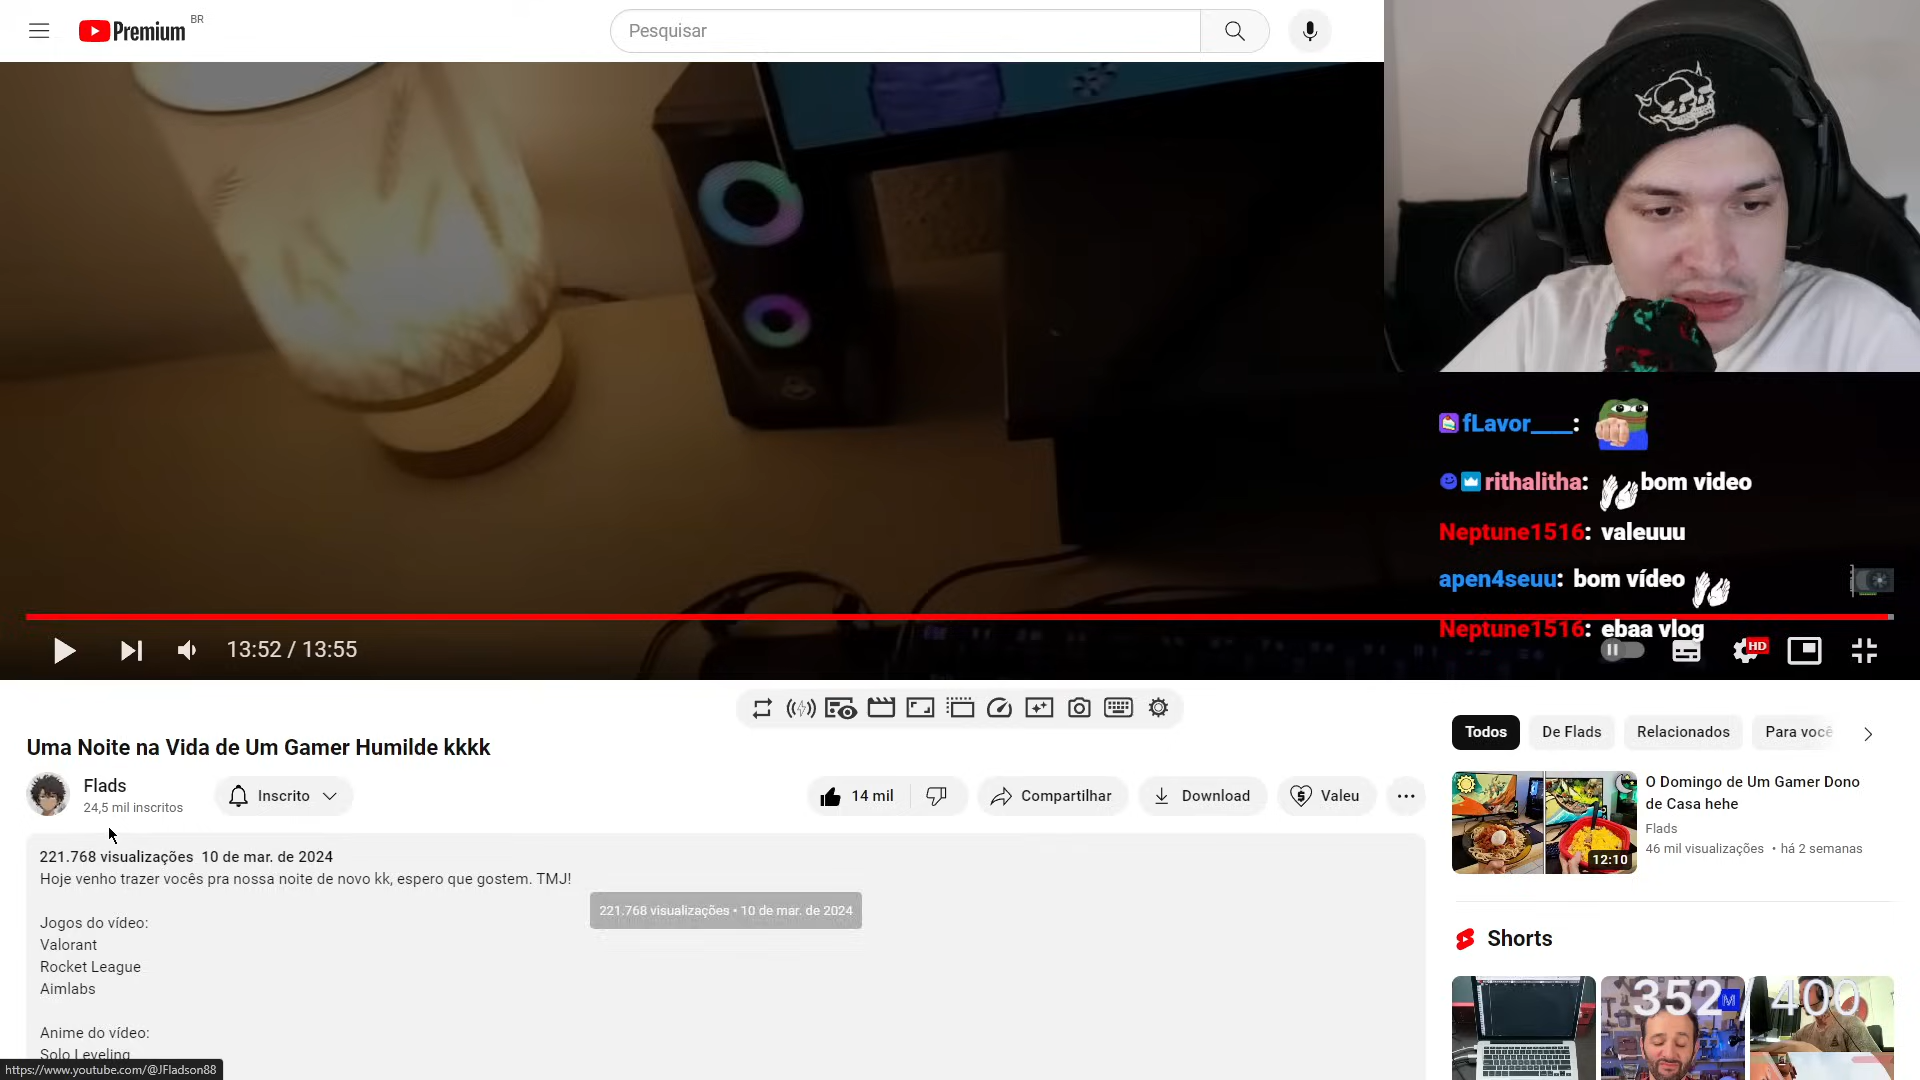 Premium BR
Pesquisar
fLavor____:
rithalitha: bom video
Neptune1516: valeuuu
apen4seuu: bom vídeo
Neptune1516: ebaa vlog
13:52 / 13:55
HD
Uma Noite na Vida de Um Gamer Humilde kkkk
Flads
24,5 mil inscritos
Inscrito
14 mil
Compartilhar
Download
Valeu
221.768 visualizações 10 de mar. de 2024
Hoje venho trazer vocês pra nossa noite de novo kk, espero que gostem. TMJ!
221.768 visualizações • 10 de mar. de 2024
Jogos do vídeo:
Valorant
Rocket League
Aimlabs
Anime do vídeo:
Solo Leveling
https://www.youtube.com/@JFladson88
Todos
De Flads
Relacionados
Para você
O Domingo de Um Gamer Dono
de Casa hehe
Flads
46 mil visualizações • há 2 semanas
12:10
Shorts
352 / 400
M